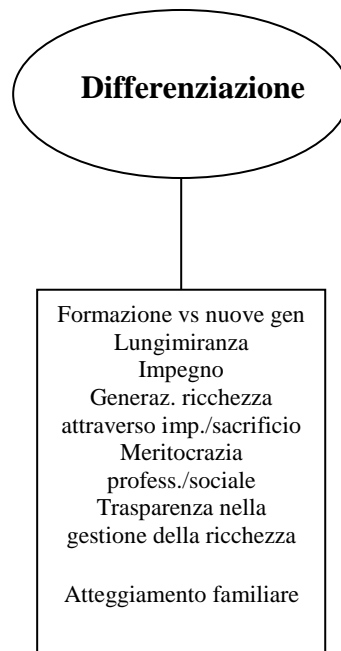 Differenziazione
Formazione vs nuove gen
Lungimiranza
Impegno
Generaz. ricchezza
attraverso imp./sacrificio
Meritocrazia
profess./sociale
Trasparenza nella
gestione della ricchezza
Atteggiamento familiare